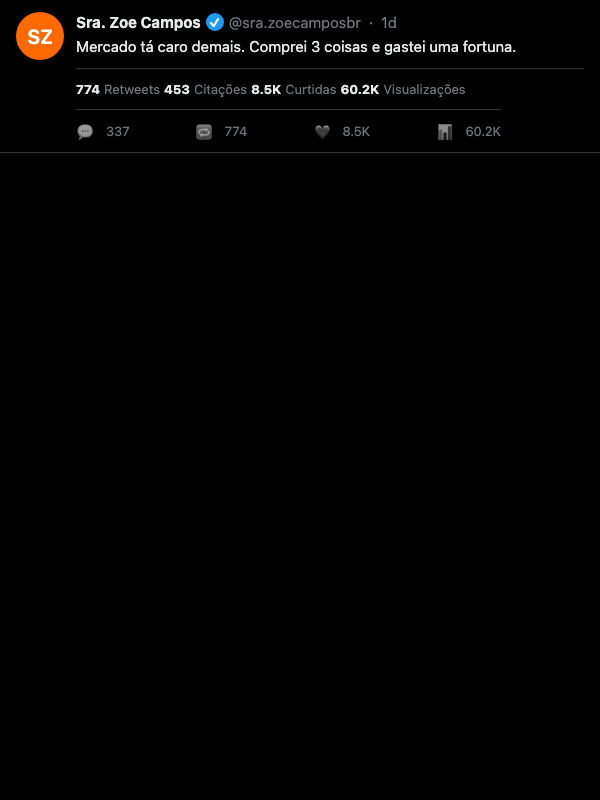 SZ
Sra. Zoe Campos @sra.zoecamposbr · 1d
Mercado tá caro demais. Comprei 3 coisas e gastei uma fortuna.
774 Retweets 453 Citações 8.5K Curtidas 60.2K Visualizações
337 774 8.5K 60.2K